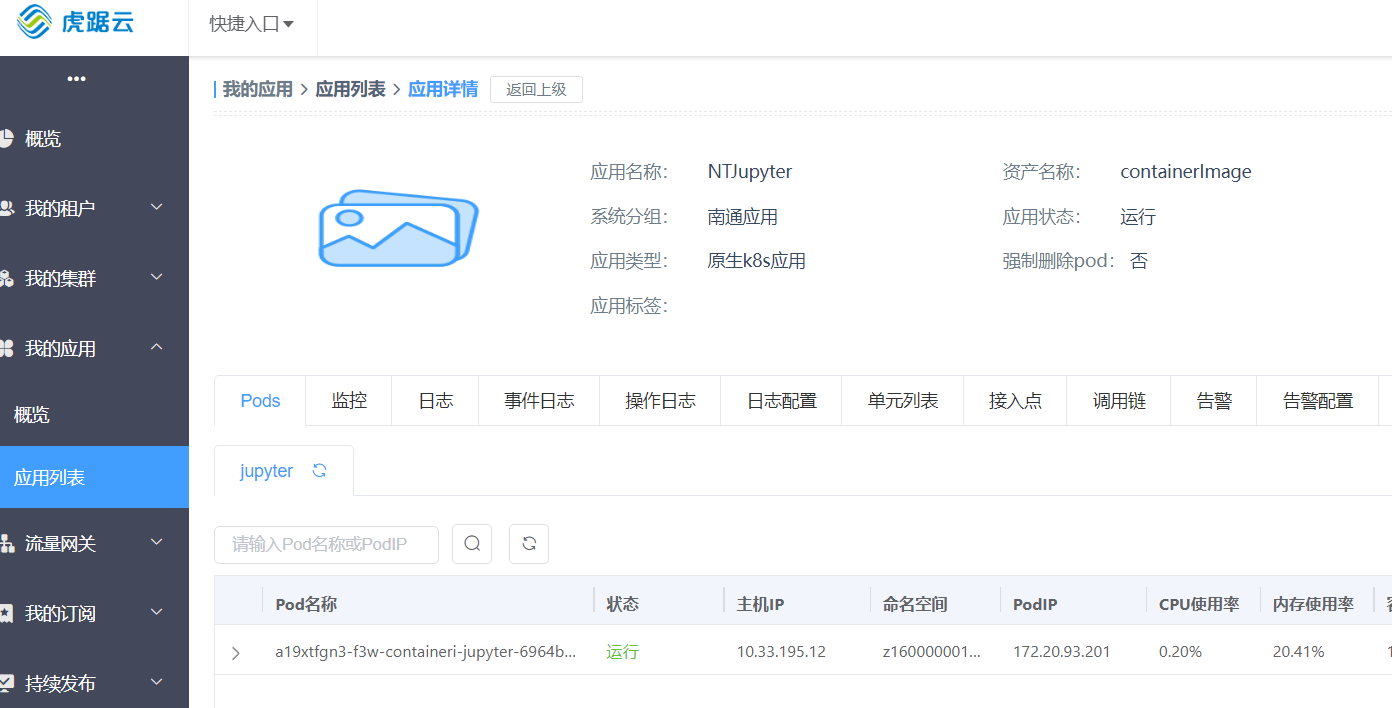 虎踞云
快捷入口
•••
概览
我的租户
我的集群
我的应用
概览
应用列表
流量网关
我的订阅
持续发布
我的应用 > 应用列表 > 应用详情 返回上级
应用名称： NTJupyter 资产名称： containerImage
系统分组： 南通应用 应用状态： 运行
应用类型： 原生k8s应用 强制删除pod： 否
应用标签：
Pods 监控 日志 事件日志 操作日志 日志配置 单元列表 接入点 调用链 告警 告警配置
jupyter
请输入Pod名称或PodIP
Pod名称 状态 主机IP 命名空间 PodIP CPU使用率 内存使用率
a19xtfgn3-f3w-containeri-jupyter-6964b... 运行 10.33.195.12 z160000001... 172.20.93.201 0.20% 20.41%